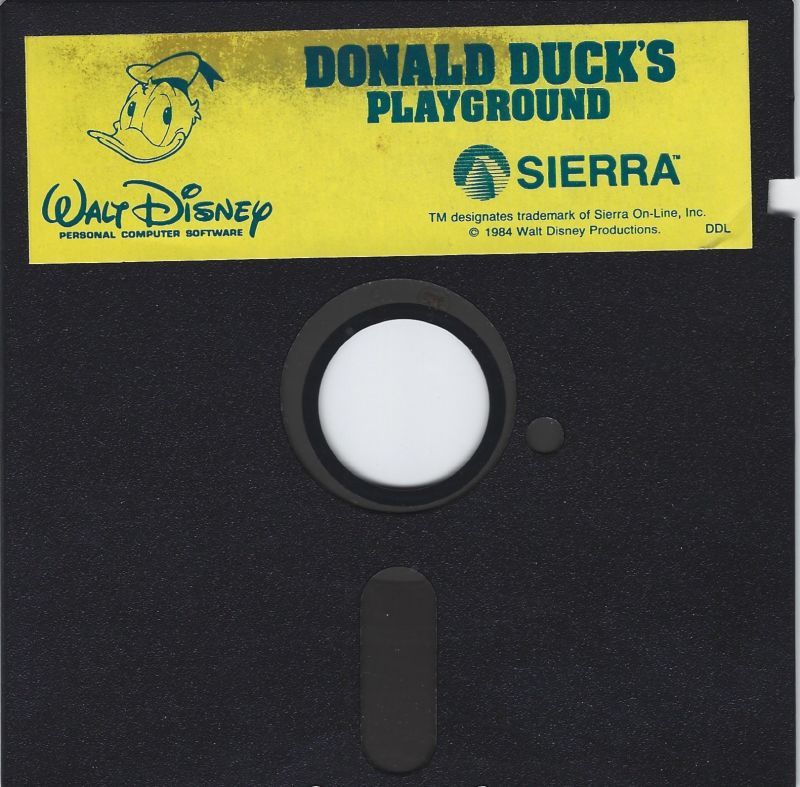 DONALD DUCK'S
PLAYGROUND
SIERRA™
WALT DISNEY
PERSONAL COMPUTER SOFTWARE
TM designates trademark of Sierra On-Line, Inc.
© 1984 Walt Disney Productions.
DDL